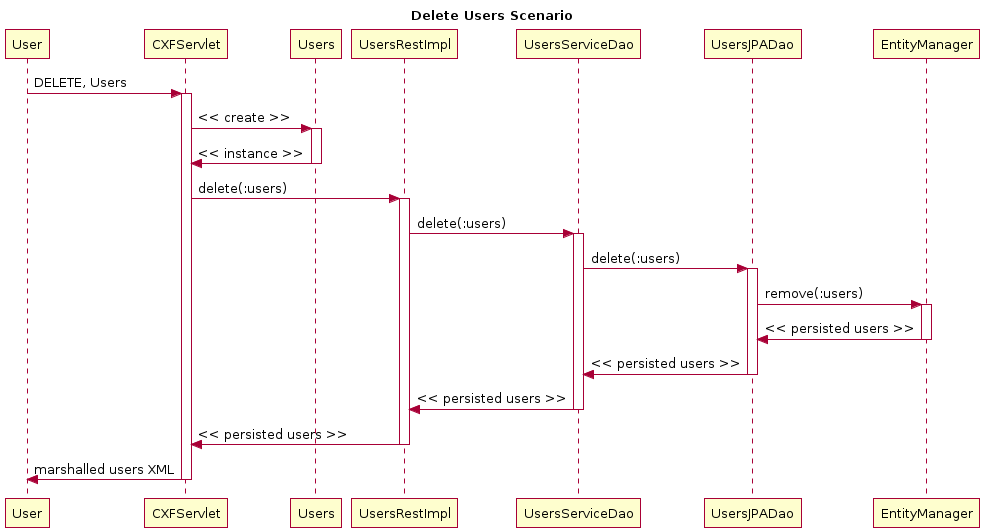 Delete Users Scenario
User CXFServlet Users UsersRestImpl UsersServiceDao UsersJPADao EntityManager
DELETE, Users
<< create >>
<< instance >>
delete(:users)
delete(:users)
delete(:users)
remove(:users)
<< persisted users >>
<< persisted users >>
<< persisted users >>
<< persisted users >>
marshalled users XML
User CXFServlet Users UsersRestImpl UsersServiceDao UsersJPADao EntityManager